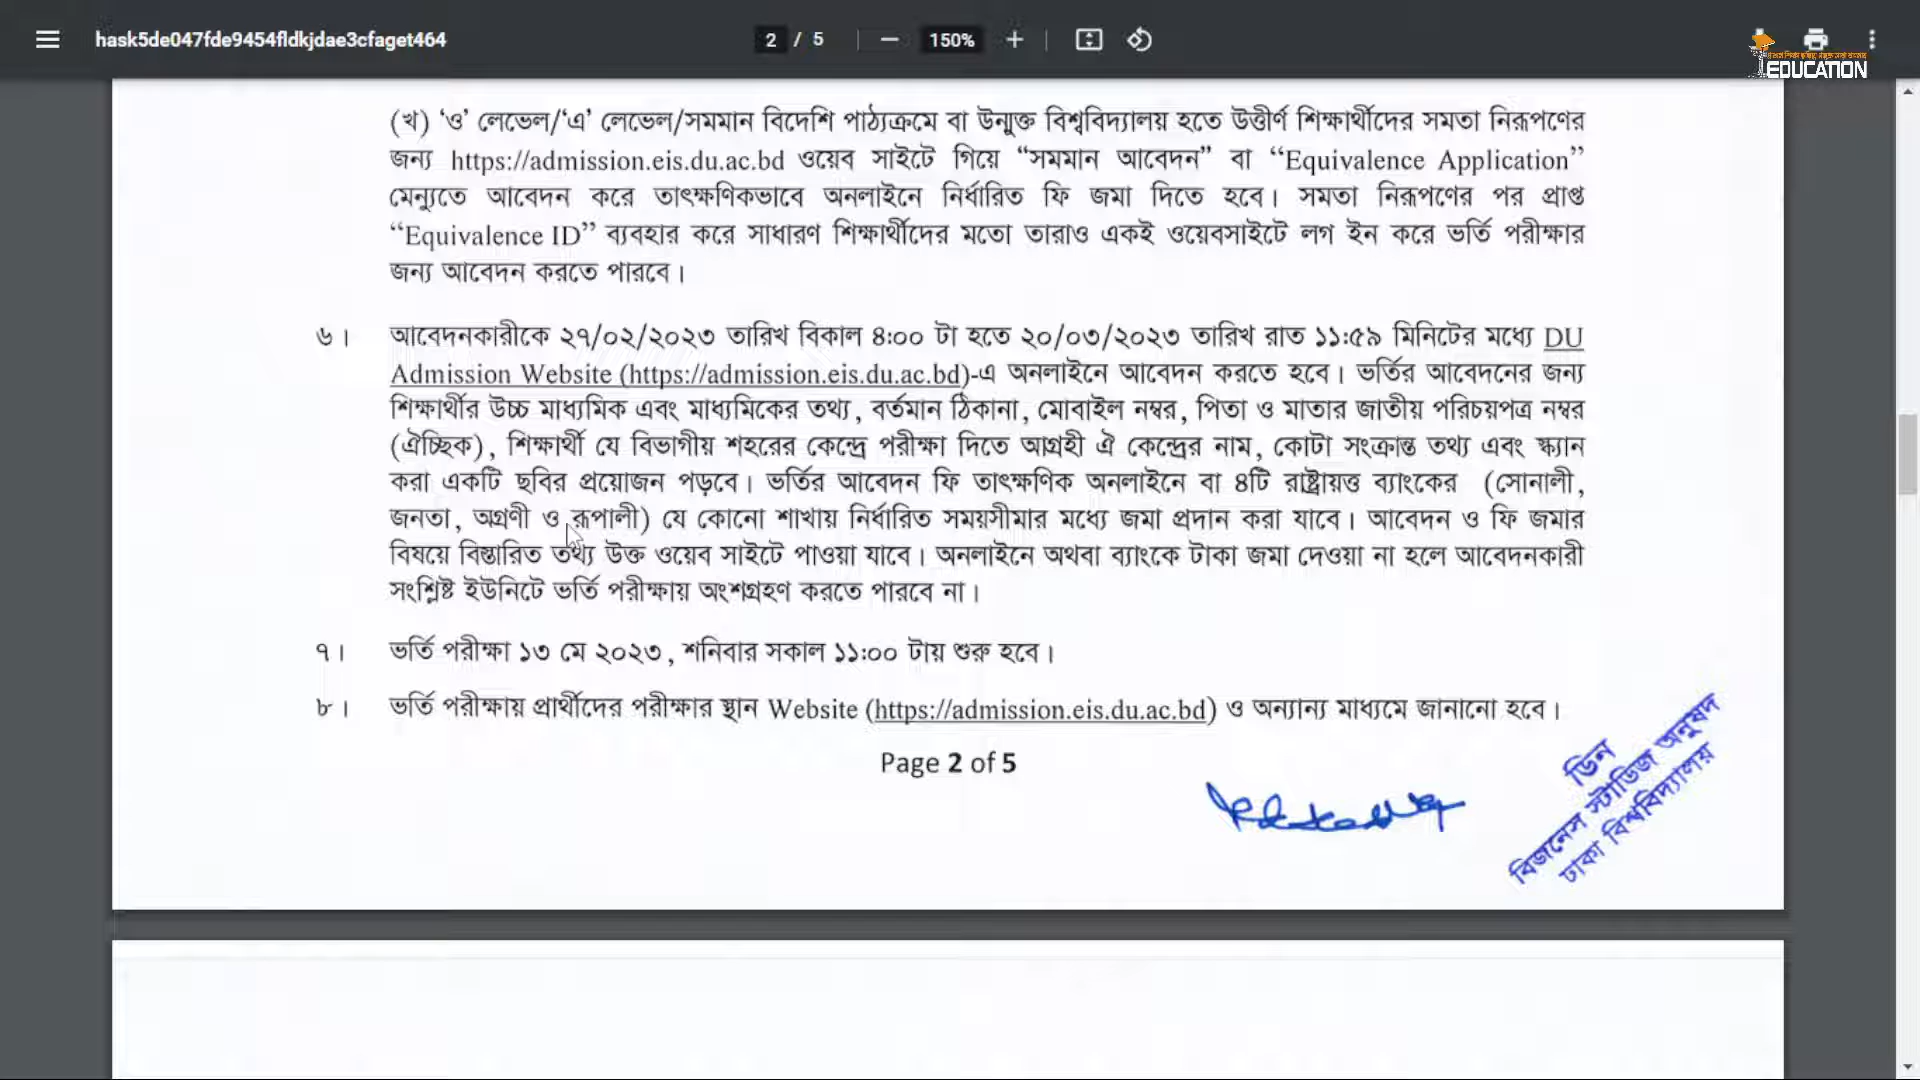 hask5de047fde9454fldkjdae3cfaget464
2 / 5
150%
EDUCATION
(খ) ‘ও’ লেভেল/‘এ’ লেভেল/সমমান বিদেশি পাঠ্যক্রমে বা উন্মুক্ত বিশ্ববিদ্যালয় হতে উত্তীর্ণ শিক্ষার্থীদের সমতা নিরূপণের
জন্য https://admission.eis.du.ac.bd ওয়েব সাইটে গিয়ে “সমমান আবেদন” বা “Equivalence Application”
মেন্যুতে আবেদন করে তাৎক্ষণিকভাবে অনলাইনে নির্ধারিত ফি জমা দিতে হবে। সমতা নিরূপণের পর প্রাপ্ত
“Equivalence ID” ব্যবহার করে সাধারণ শিক্ষার্থীদের মতো তারাও একই ওয়েবসাইটে লগ ইন করে ভর্তি পরীক্ষার
জন্য আবেদন করতে পারবে।
৬। আবেদনকারীকে ২৭/০২/২০২৩ তারিখ বিকাল ৪:০০ টা হতে ২০/০৩/২০২৩ তারিখ রাত ১১:৫৯ মিনিটের মধ্যে DU
Admission Website (https://admission.eis.du.ac.bd)-এ অনলাইনে আবেদন করতে হবে। ভর্তির আবেদনের জন্য
শিক্ষার্থীর উচ্চ মাধ্যমিক এবং মাধ্যমিকের তথ্য, বর্তমান ঠিকানা, মোবাইল নম্বর, পিতা ও মাতার জাতীয় পরিচয়পত্র নম্বর
(ঐচ্ছিক), শিক্ষার্থী যে বিভাগীয় শহরের কেন্দ্রে পরীক্ষা দিতে আগ্রহী ঐ কেন্দ্রের নাম, কোটা সংক্রান্ত তথ্য এবং স্ক্যান
করা একটি ছবির প্রয়োজন পড়বে। ভর্তির আবেদন ফি তাৎক্ষণিক অনলাইনে বা ৪টি রাষ্ট্রায়ত্ত ব্যাংকের (সোনালী,
জনতা, অগ্রণী ও রূপালী) যে কোনো শাখায় নির্ধারিত সময়সীমার মধ্যে জমা প্রদান করা যাবে। আবেদন ও ফি জমার
বিষয়ে বিস্তারিত তথ্য উক্ত ওয়েব সাইটে পাওয়া যাবে। অনলাইনে অথবা ব্যাংকে টাকা জমা দেওয়া না হলে আবেদনকারী
সংশ্লিষ্ট ইউনিটে ভর্তি পরীক্ষায় অংশগ্রহণ করতে পারবে না।
৭। ভর্তি পরীক্ষা ১৩ মে ২০২৩, শনিবার সকাল ১১:০০ টায় শুরু হবে।
৮। ভর্তি পরীক্ষায় প্রার্থীদের পরীক্ষার স্থান Website (https://admission.eis.du.ac.bd) ও অন্যান্য মাধ্যমে জানানো হবে।
Page 2 of 5
ডিন
বিজনেস স্টাডিজ অনুষদ
ঢাকা বিশ্ববিদ্যালয়